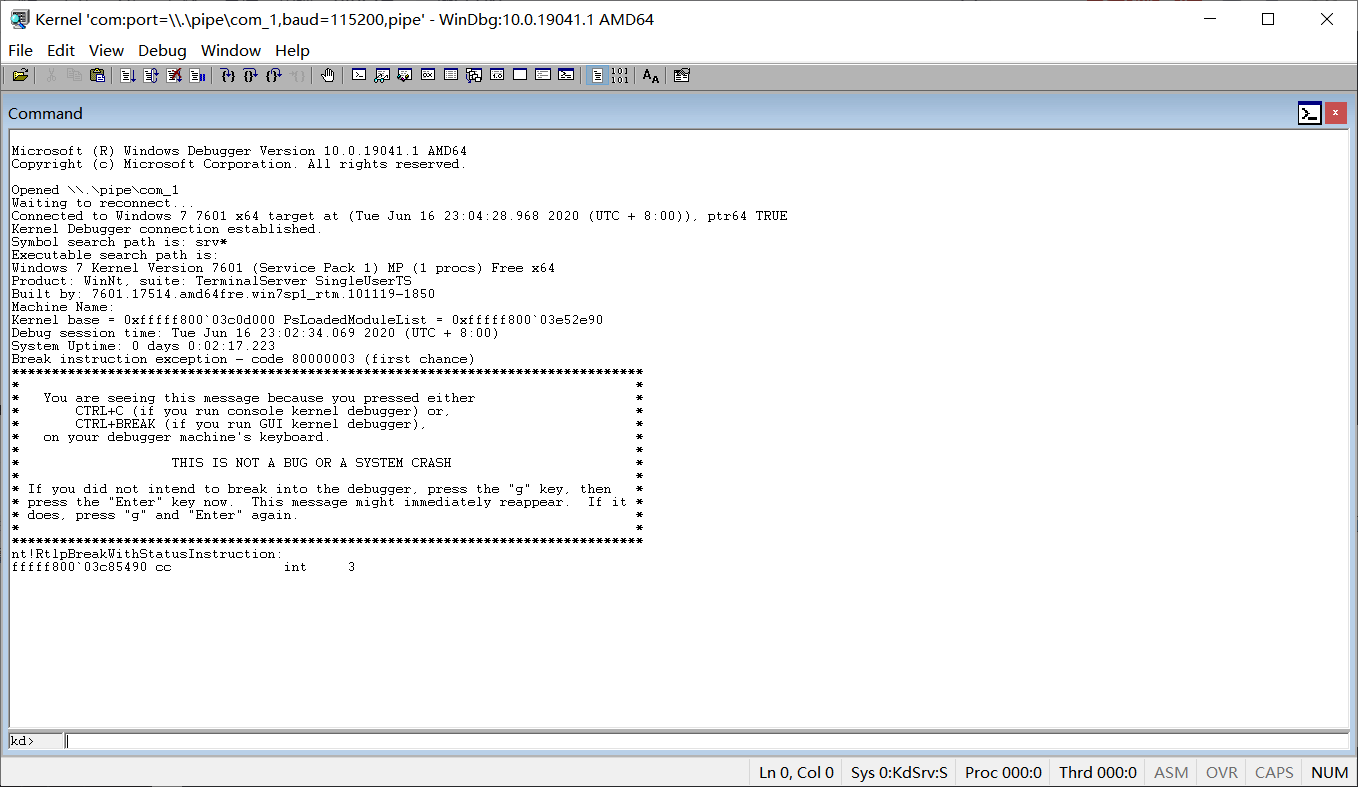 Kernel 'com:port=\\.\pipe\com_1,baud=115200,pipe' - WinDbg:10.0.19041.1 AMD64
File Edit View Debug Window Help
Command
Microsoft (R) Windows Debugger Version 10.0.19041.1 AMD64
Copyright (c) Microsoft Corporation. All rights reserved.
Opened \\.\pipe\com_1
Waiting to reconnect...
Connected to Windows 7 7601 x64 target at (Tue Jun 16 23:04:28.968 2020 (UTC + 8:00)), ptr64 TRUE
Kernel Debugger connection established.
Symbol search path is: srv*
Executable search path is:
Windows 7 Kernel Version 7601 (Service Pack 1) MP (1 procs) Free x64
Product: WinNt, suite: TerminalServer SingleUserTS
Built by: 7601.17514.amd64fre.win7sp1_rtm.101119-1850
Machine Name:
Kernel base = 0xfffff800`03c0d000 PsLoadedModuleList = 0xfffff800`03e52e90
Debug session time: Tue Jun 16 23:02:34.069 2020 (UTC + 8:00)
System Uptime: 0 days 0:02:17.223
Break instruction exception - code 80000003 (first chance)
*******************************************************************************
* *
* You are seeing this message because you pressed either *
* CTRL+C (if you run console kernel debugger) or, *
* CTRL+BREAK (if you run GUI kernel debugger), *
* on your debugger machine's keyboard. *
* *
* THIS IS NOT A BUG OR A SYSTEM CRASH *
* *
* If you did not intend to break into the debugger, press the "g" key, then *
* press the "Enter" key now. This message might immediately reappear. If it *
* does, press "g" and "Enter" again. *
* *
*******************************************************************************
nt!RtlpBreakWithStatusInstruction:
fffff800`03c85490 cc int 3
kd>
Ln 0, Col 0 Sys 0:KdSrv:S Proc 000:0 Thrd 000:0 ASM OVR CAPS NUM